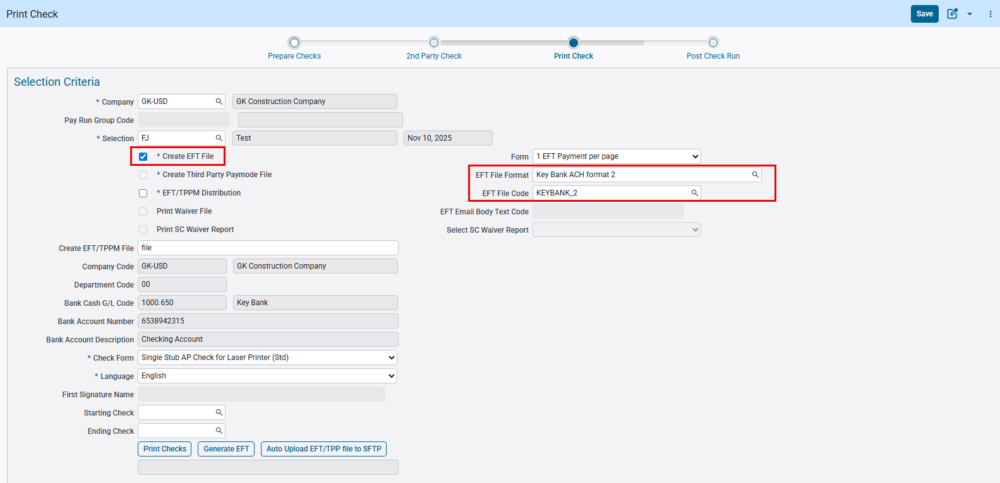 Print Check
Save
Prepare Checks
2nd Party Check
Print Check
Post Check Run
Selection Criteria
* Company GK-USD GK Construction Company
Pay Run Group Code
* Selection FJ Test Nov 10, 2025
* Create EFT File Form 1 EFT Payment per page
* Create Third Party Paymode File EFT File Format Key Bank ACH format 2
* EFT/TPPM Distribution EFT File Code KEYBANK_2
Print Waiver File EFT Email Body Text Code
Print SC Waiver Report Select SC Waiver Report
Create EFT/TPPM File file
Company Code GK-USD GK Construction Company
Department Code 00
Bank Cash G/L Code 1000.650 Key Bank
Bank Account Number 6538942315
Bank Account Description Checking Account
* Check Form Single Stub AP Check for Laser Printer (Std)
* Language English
First Signature Name
Starting Check
Ending Check
Print Checks Generate EFT Auto Upload EFT/TPP file to SFTP